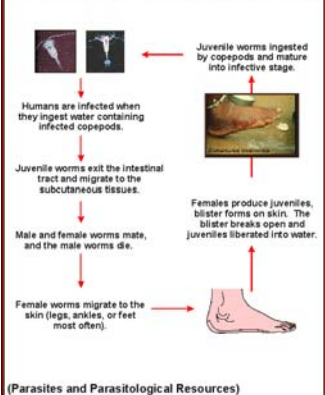 Juvenile worms ingested
by copepods and mature
into infective stage.
Humans are infected when
they ingest water containing
infected copepods.
Juvenile worms exit the intestinal
tract and migrate to the
subcutaneous tissues.
Male and female worms mate,
and the male worms die.
Female worms migrate to the
skin (legs, ankles, or feet
most often).
Females produce juveniles,
blister forms on skin. The
blister breaks open and
juveniles liberated into water.
(Parasites and Parasitological Resources)